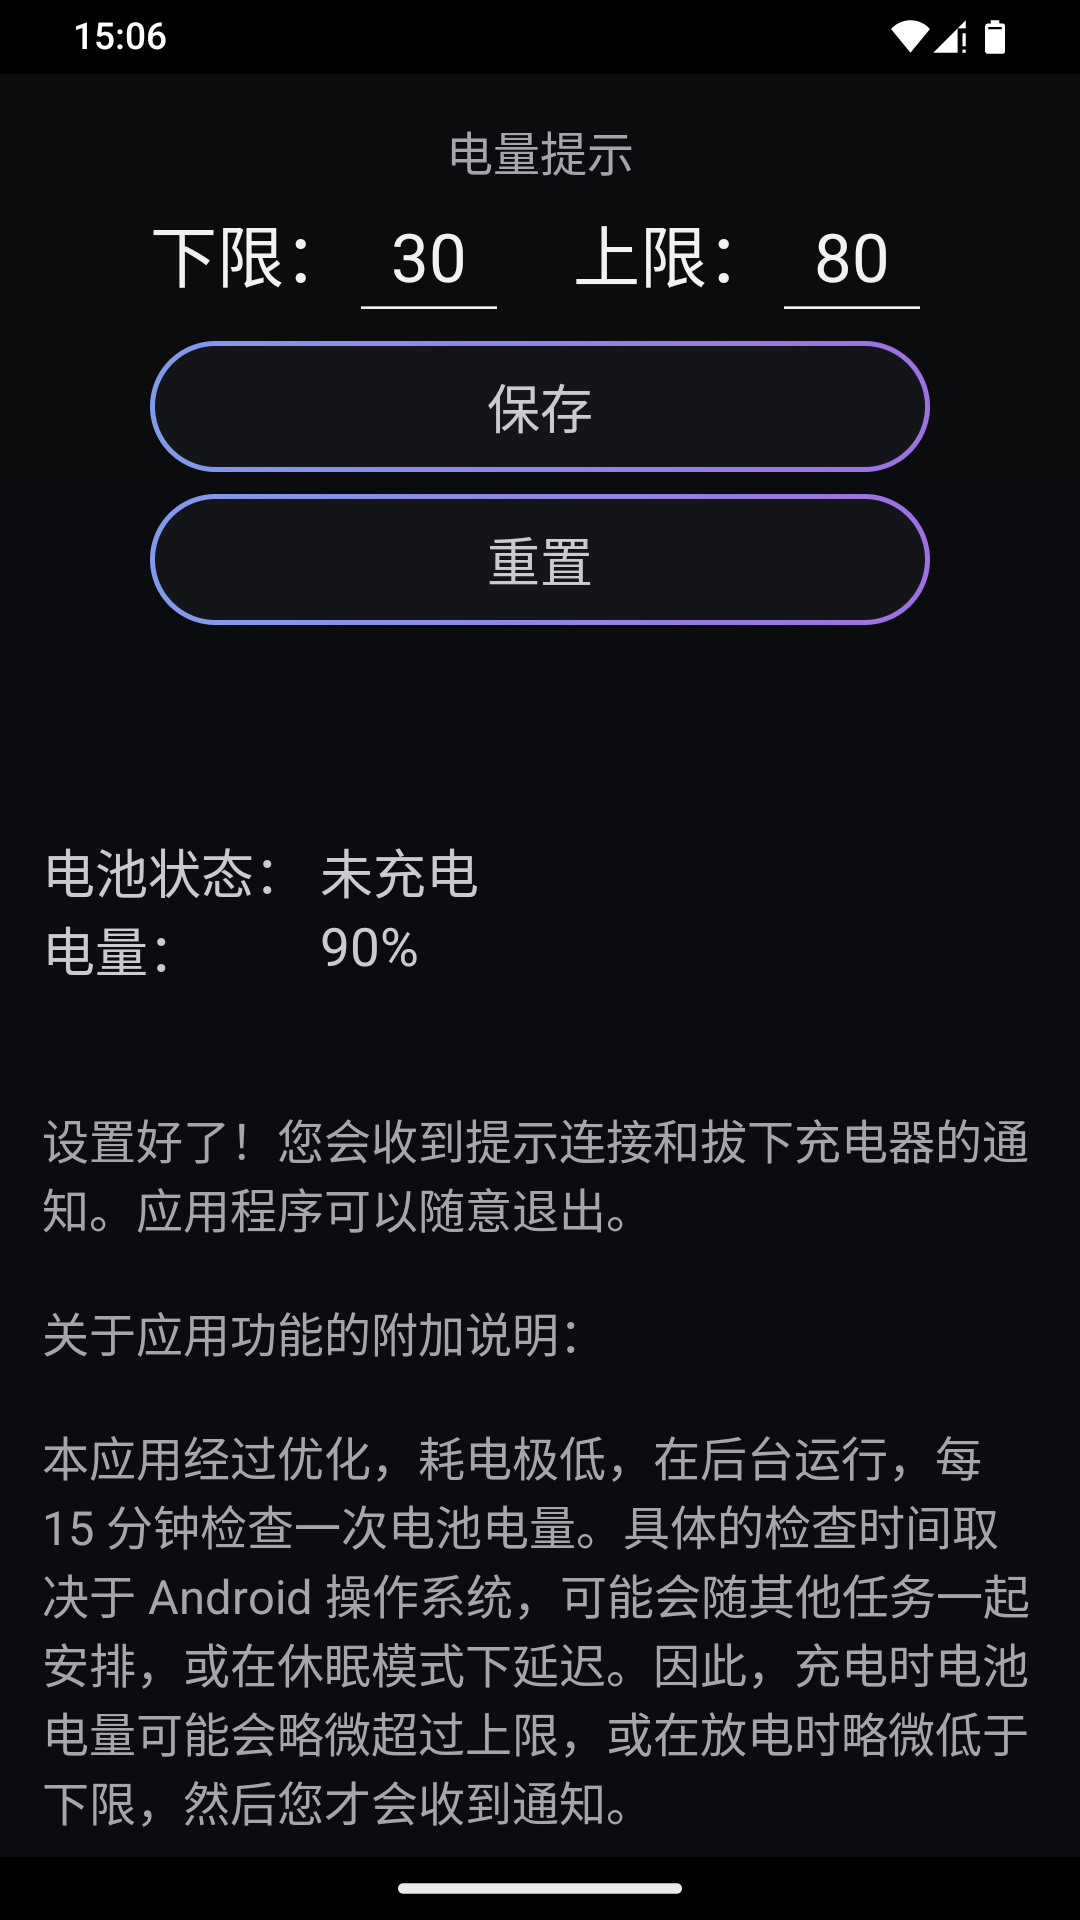 15:06
电量提示
下限： 30 上限： 80
保存
重置
电池状态： 未充电
电量： 90%
设置好了！您会收到提示连接和拔下充电器的通
知。应用程序可以随意退出。
关于应用功能的附加说明：
本应用经过优化，耗电极低，在后台运行，每
15 分钟检查一次电池电量。具体的检查时间取
决于 Android 操作系统，可能会随其他任务一起
安排，或在休眠模式下延迟。因此，充电时电池
电量可能会略微超过上限，或在放电时略微低于
下限，然后您才会收到通知。